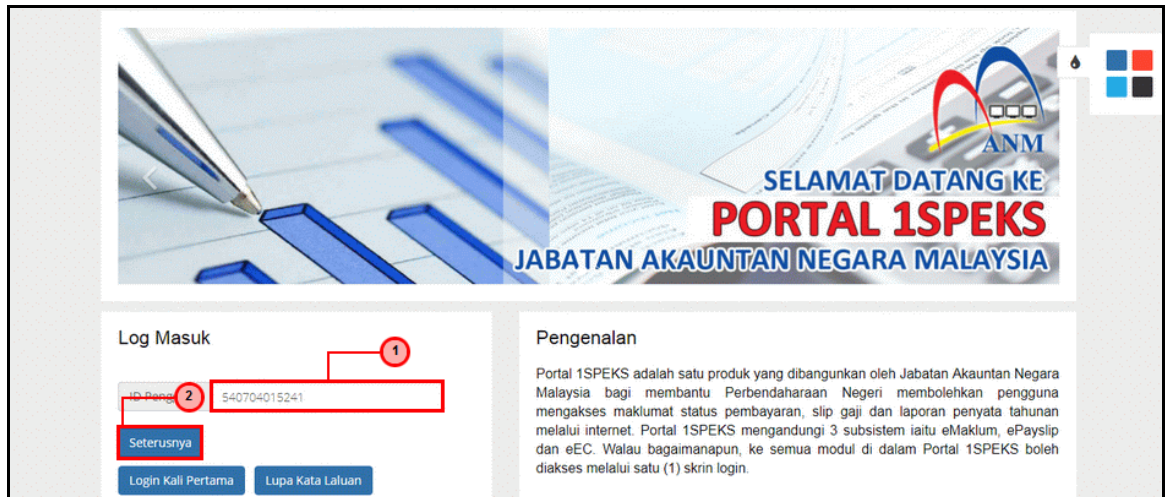 ANM
SELAMAT DATANG KE
PORTAL 1SPEKS
JABATAN AKAUNTAN NEGARA MALAYSIA
Log Masuk
1
ID
2
540704015241
Seterusnya
Login Kali Pertama
Lupa Kata Laluan
Pengenalan
Portal 1SPEKS adalah satu produk yang dibangunkan oleh Jabatan Akauntan Negara
Malaysia bagi membantu Perbendaharaan Negeri membolehkan pengguna
mengakses maklumat status pembayaran, slip gaji dan laporan penyata tahunan
melalui internet. Portal 1SPEKS mengandungi 3 subsistem iaitu eMaklum, ePayslip
dan eEC. Walau bagaimanapun, ke semua modul di dalam Portal 1SPEKS boleh
diakses melalui satu (1) skrin login.